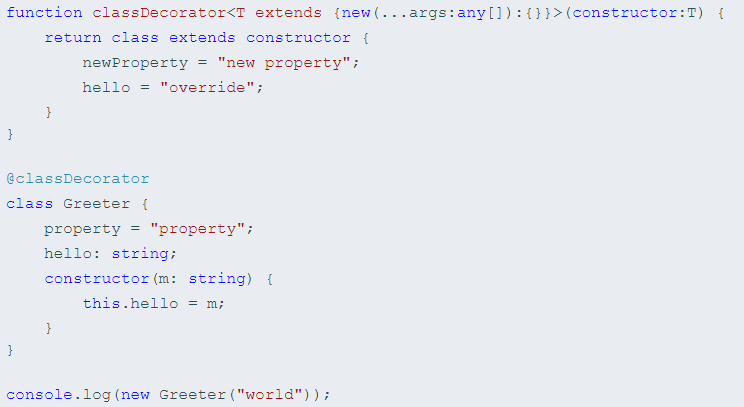 function classDecorator<T extends {new(...args:any[]):{}}>(constructor:T) {
    return class extends constructor {
        newProperty = "new property";
        hello = "override";
    }
}

@classDecorator
class Greeter {
    property = "property";
    hello: string;
    constructor(m: string) {
        this.hello = m;
    }
}

console.log(new Greeter("world"));